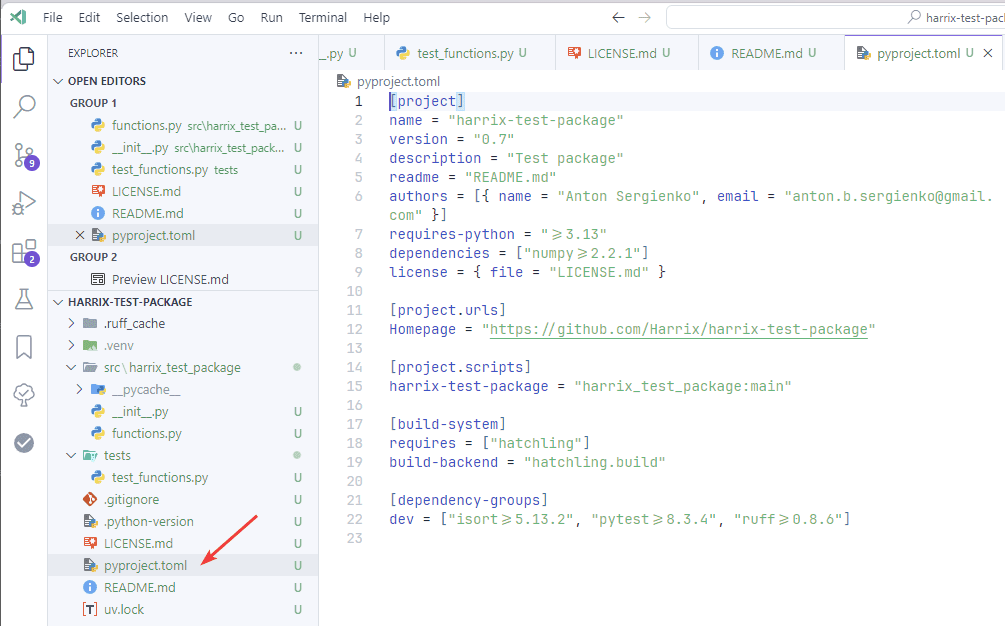 File Edit Selection View Go Run Terminal Help harrix-test-pac
EXPLORER ···
OPEN EDITORS
GROUP 1
functions.py src\harrix_test_pa... U
__init__.py src\harrix_test_pack... U
test_functions.py tests U
LICENSE.md U
README.md U
pyproject.toml U
GROUP 2
Preview LICENSE.md
HARRIX-TEST-PACKAGE
.ruff_cache
.venv
src\harrix_test_package
__pycache__
__init__.py U
functions.py U
tests
test_functions.py U
.gitignore U
.python-version U
LICENSE.md U
pyproject.toml U
README.md U
uv.lock U
9
2
_.py U test_functions.py U LICENSE.md U README.md U pyproject.toml U
pyproject.toml
1 [project]
2 name = "harrix-test-package"
3 version = "0.7"
4 description = "Test package"
5 readme = "README.md"
6 authors = [{ name = "Anton Sergienko", email = "anton.b.sergienko@gmail.
com" }]
7 requires-python = ">=3.13"
8 dependencies = ["numpy>=2.2.1"]
9 license = { file = "LICENSE.md" }
10
11 [project.urls]
12 Homepage = "https://github.com/Harrix/harrix-test-package"
13
14 [project.scripts]
15 harrix-test-package = "harrix_test_package:main"
16
17 [build-system]
18 requires = ["hatchling"]
19 build-backend = "hatchling.build"
20
21 [dependency-groups]
22 dev = ["isort>=5.13.2", "pytest>=8.3.4", "ruff>=0.8.6"]
23